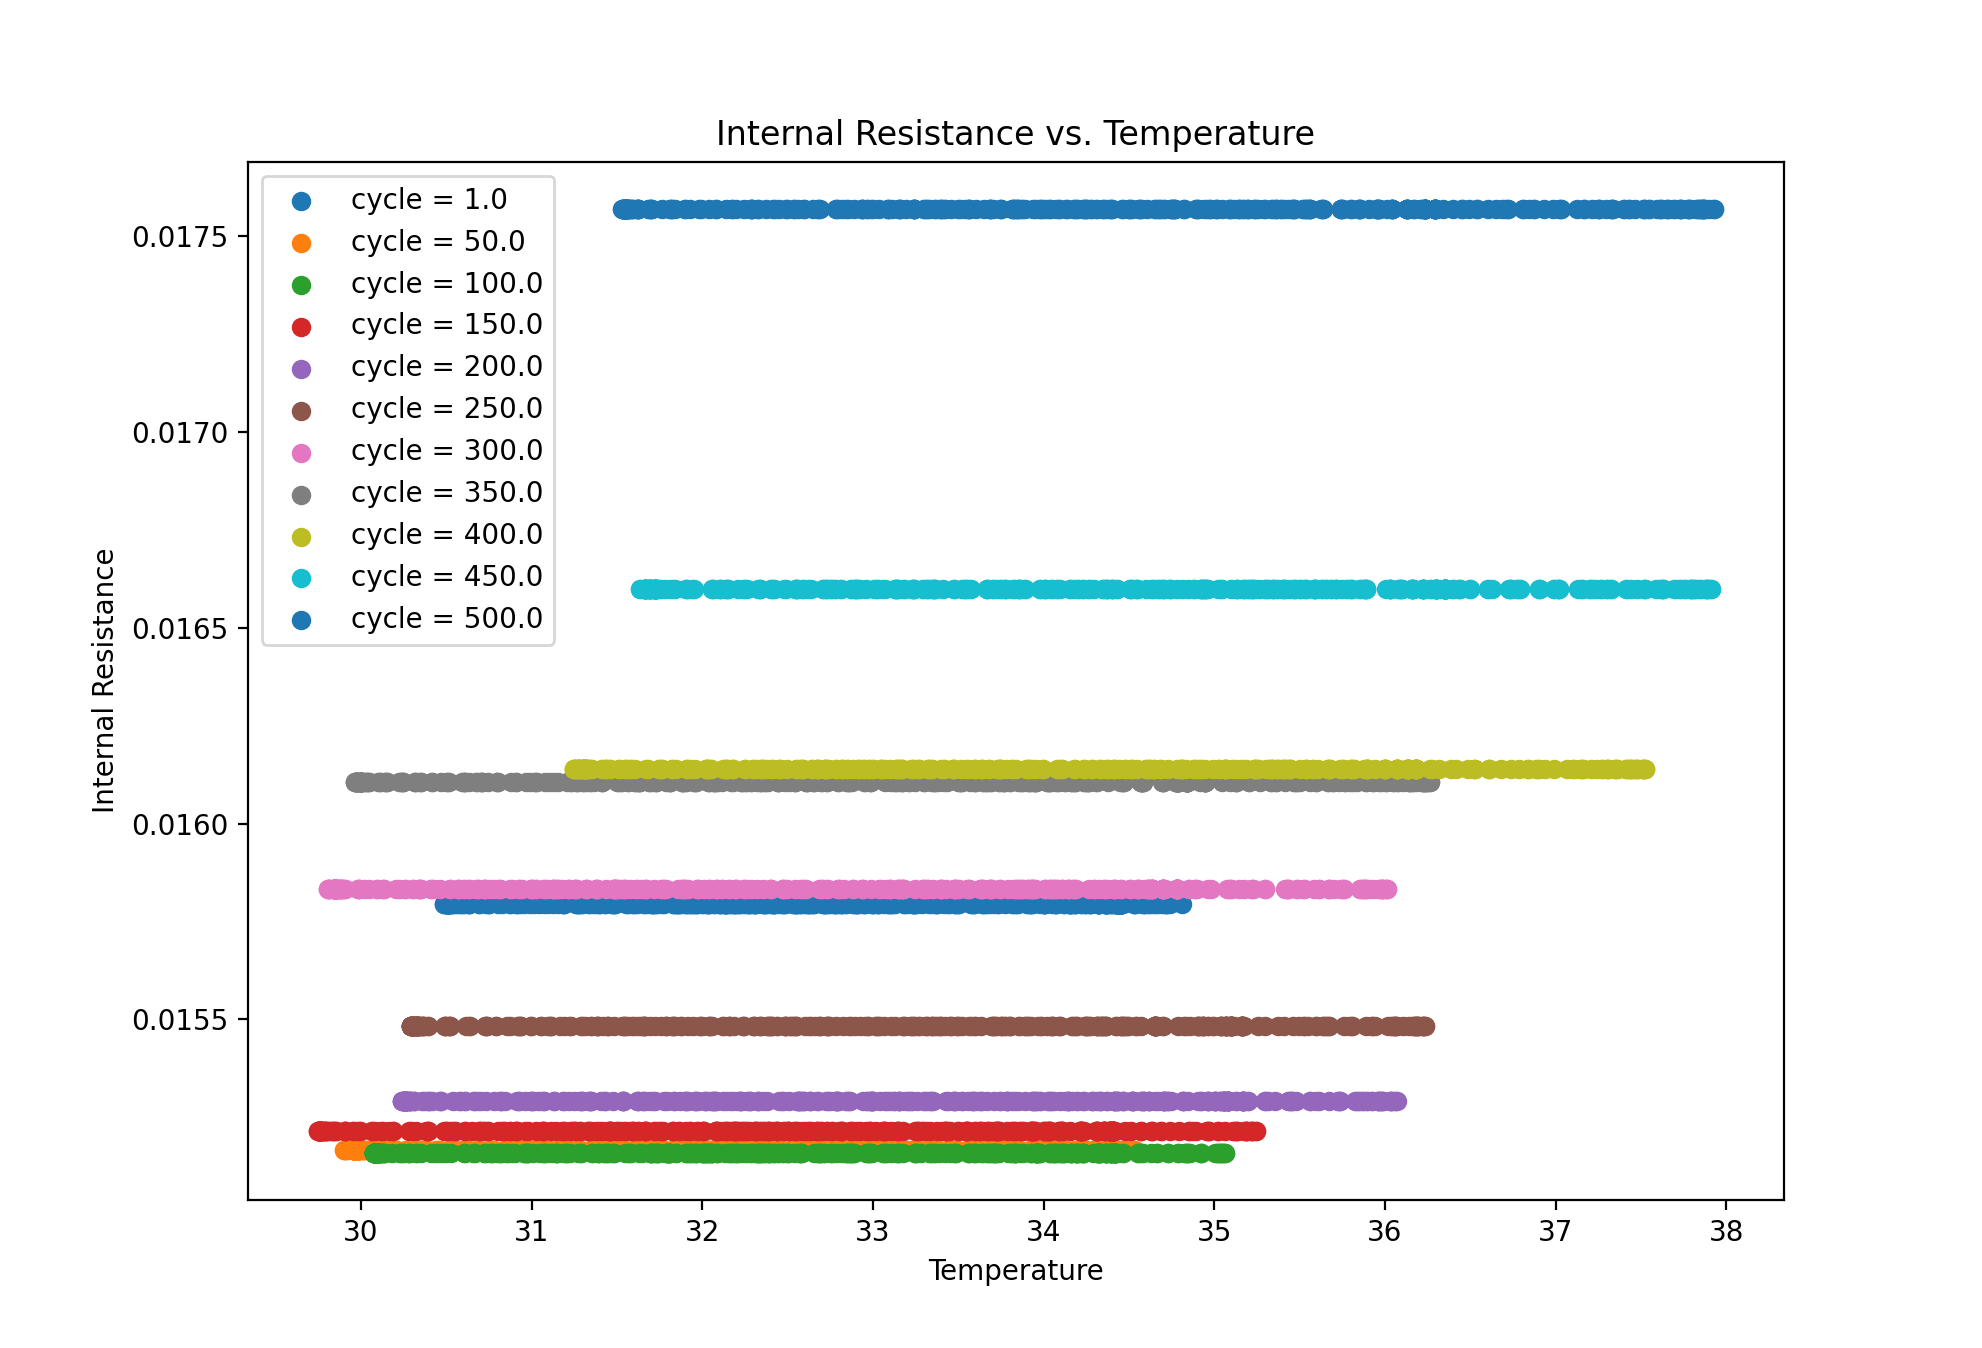 Internal Resistance vs. Temperature
cycle = 1.0
cycle = 50.0
cycle = 100.0
cycle = 150.0
cycle = 200.0
cycle = 250.0
cycle = 300.0
cycle = 350.0
cycle = 400.0
cycle = 450.0
cycle = 500.0
0.0175
0.0170
0.0165
0.0160
0.0155
Internal Resistance
30 31 32 33 34 35 36 37 38
Temperature